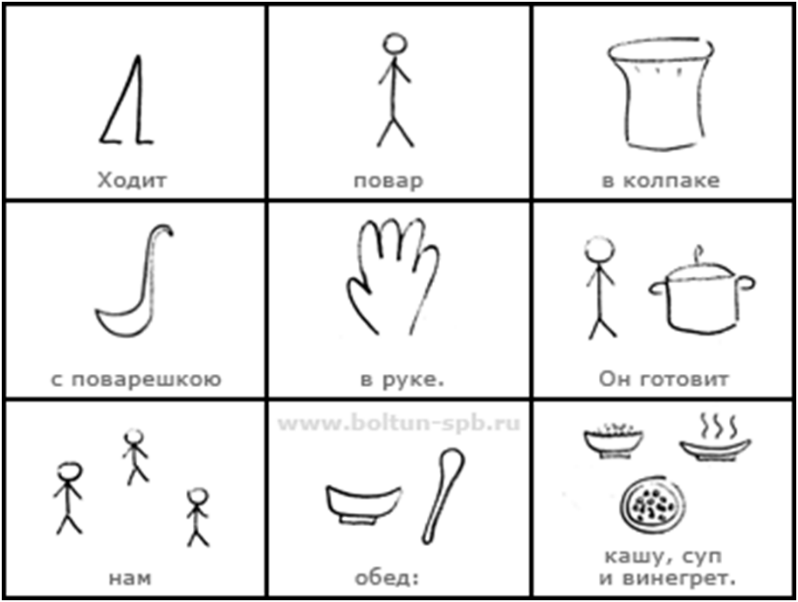 Ходит
повар
в колпаке
с поварешкою
в руке.
Он готовит
www.boltun-spb.ru
нам
обед:
кашу, суп
и винегрет.